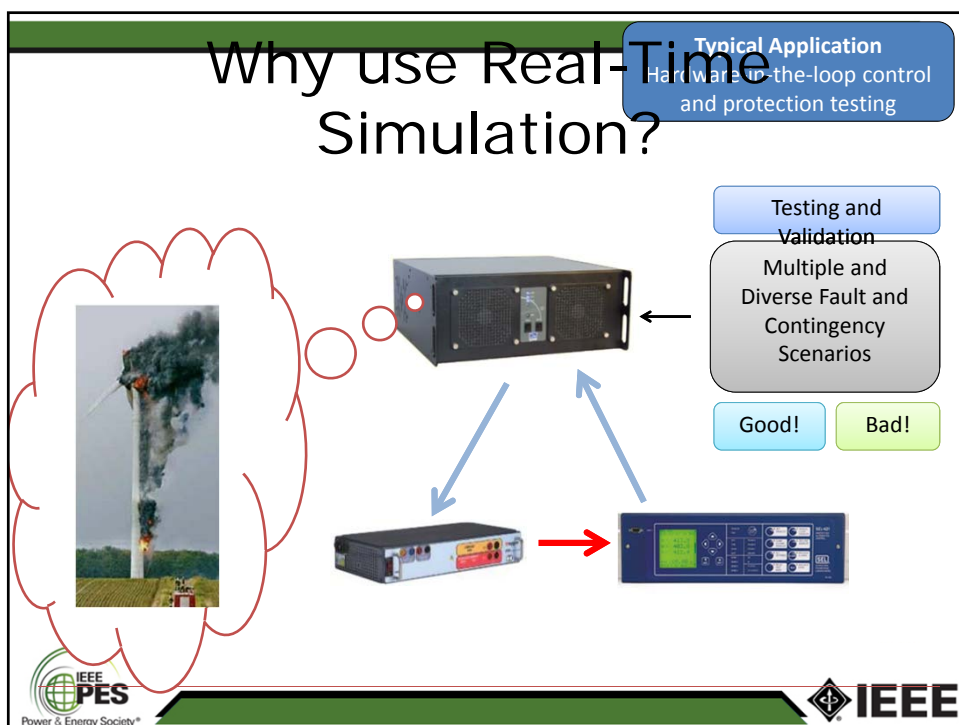 Why use Real-Time
Simulation?
Typical Application
Hardware-in-the-loop control
and protection testing
Testing and
Validation
Multiple and
Diverse Fault and
Contingency
Scenarios
Good!
Bad!
SEL
IEEE
PES
Power & Energy Society®
IEEE